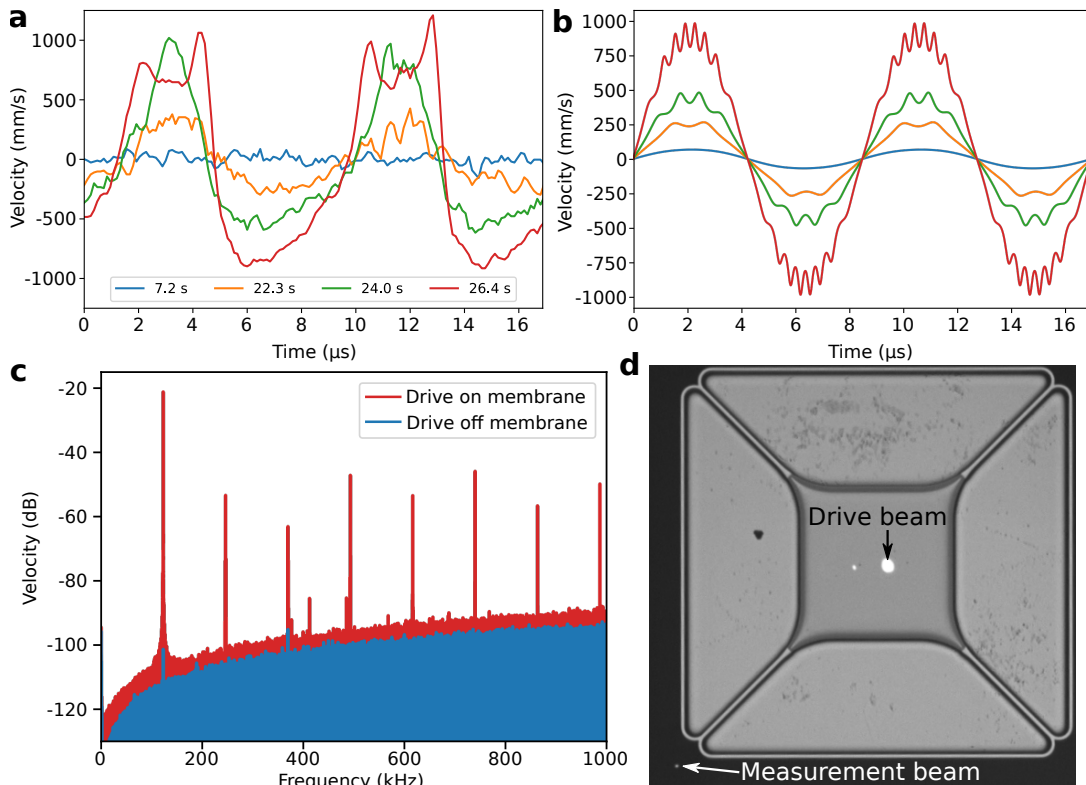 a
1000
500
0
-500
-1000
Velocity (mm/s)
7.2 s 22.3 s 24.0 s 26.4 s
0 2 4 6 8 10 12 14 16
Time (μs)
b
1000
750
500
250
0
-250
-500
-750
-1000
Velocity (mm/s)
0 2 4 6 8 10 12 14 16
Time (μs)
c
-20
-40
-60
-80
-100
-120
Velocity (dB)
Drive on membrane
Drive off membrane
0 200 400 600 800 1000
Frequency (kHz)
d
Drive beam
Measurement beam